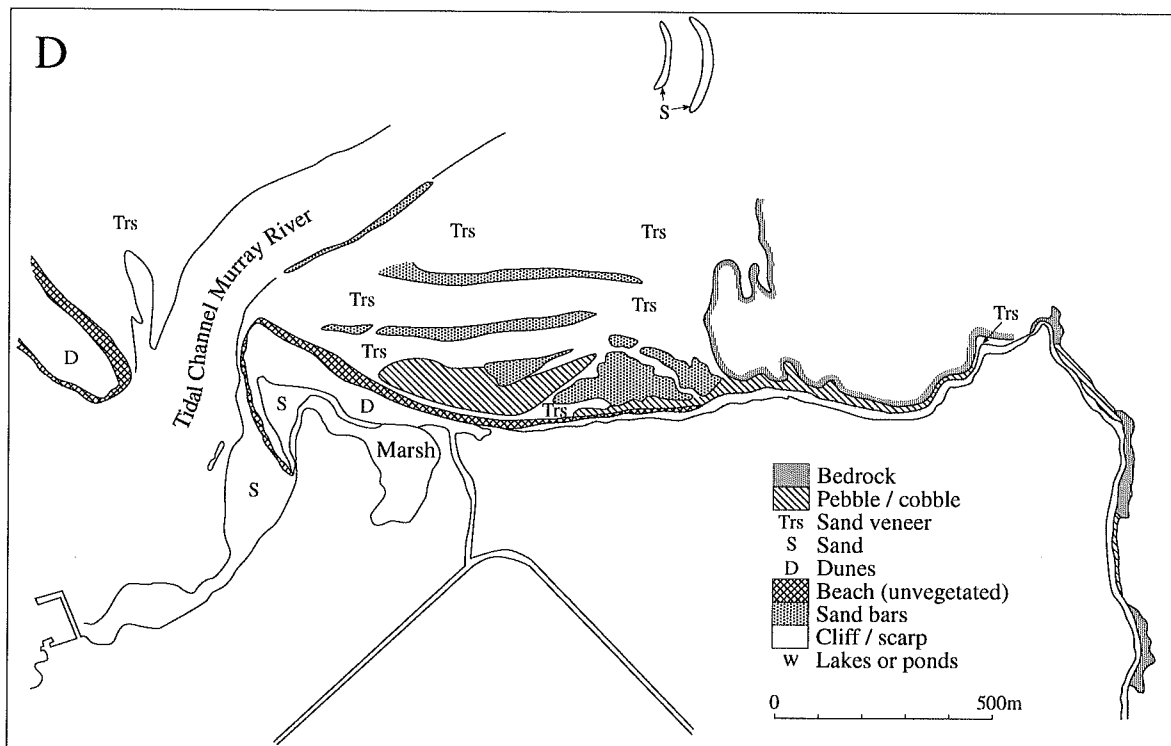 D
S
Trs
Tidal Channel Murray River
Trs
Trs
Trs
Trs
Trs
Trs
D
S
D
Trs
Marsh
S
Bedrock
Pebble / cobble
Trs Sand veneer
S Sand
D Dunes
Beach (unvegetated)
Sand bars
Cliff / scarp
W Lakes or ponds
0 500m